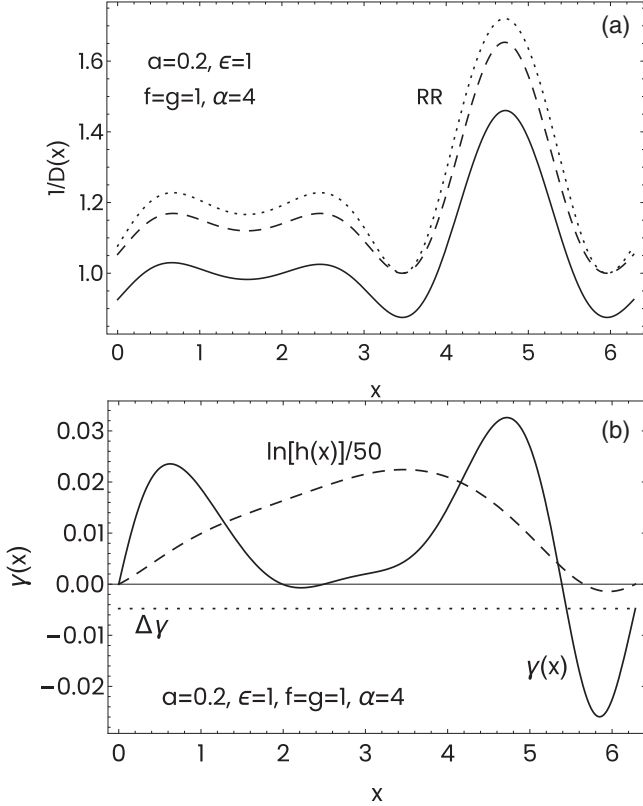 (a)
a=0.2, ϵ=1
f=g=1, α=4
RR
1/D(x)
1.6
1.4
1.2
1.0
0 1 2 3 4 5 6
x
(b)
ln[h(x)]/50
γ(x)
0.03
0.02
0.01
0.00
−0.01
−0.02
Δγ
γ(x)
a=0.2, ϵ=1, f=g=1, α=4
0 1 2 3 4 5 6
x